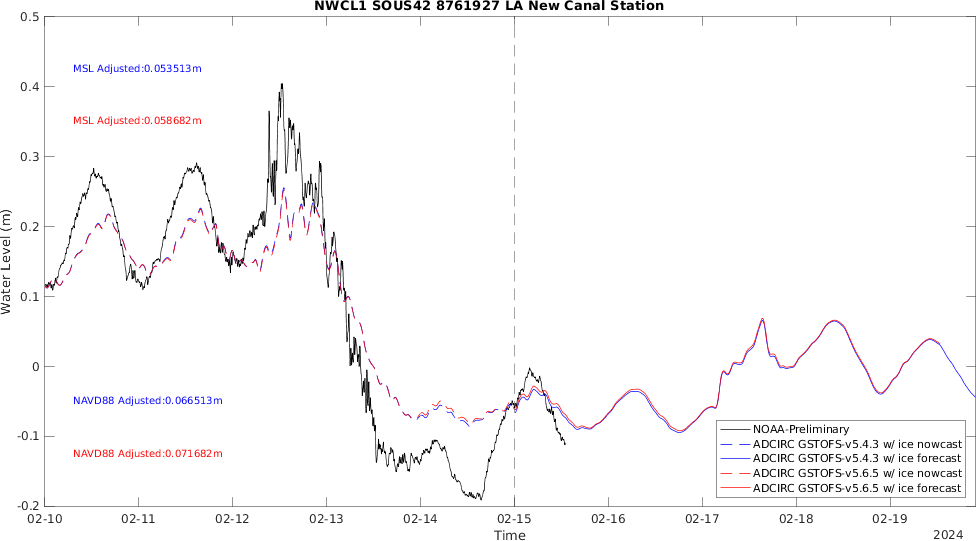 NWCL1 SOUS42 8761927 LA New Canal Station
0.5
0.4
0.3
0.2
0.1
0
-0.1
-0.2
Water Level (m)
MSL Adjusted:0.053513m
MSL Adjusted:0.058682m
NAVD88 Adjusted:0.066513m
NAVD88 Adjusted:0.071682m
NOAA-Preliminary
ADCIRC GSTOFS-v5.4.3 w/ ice nowcast
ADCIRC GSTOFS-v5.4.3 w/ ice forecast
ADCIRC GSTOFS-v5.6.5 w/ ice nowcast
ADCIRC GSTOFS-v5.6.5 w/ ice forecast
02-10 02-11 02-12 02-13 02-14 02-15 02-16 02-17 02-18 02-19
Time
2024